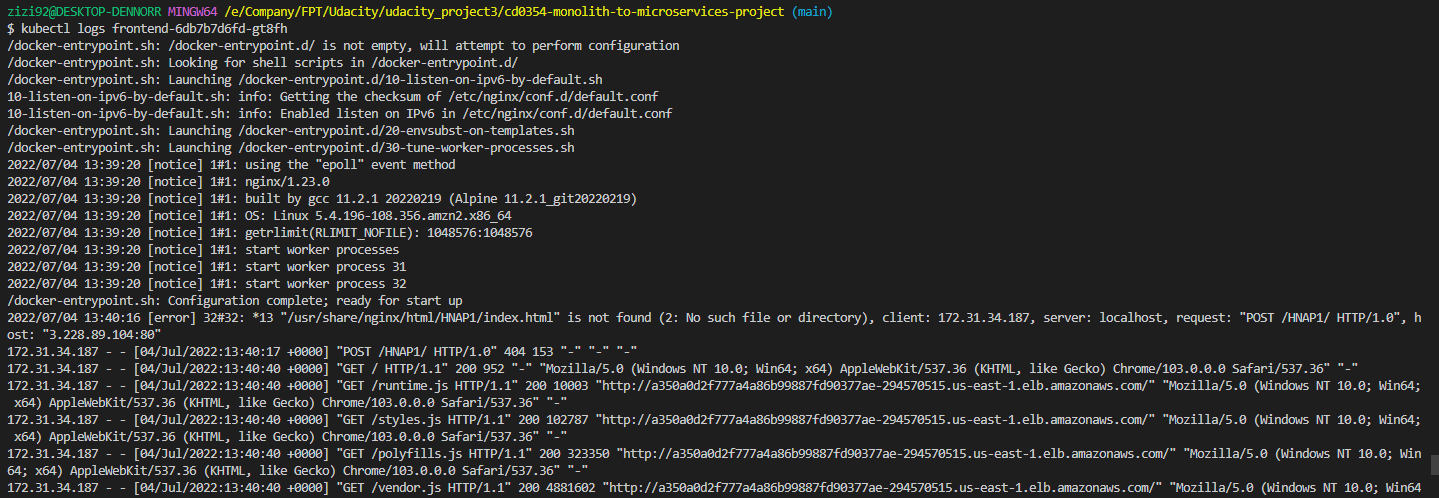 zizi92@DESKTOP-DENNORR MINGW64 /e/Company/FPT/Udacity/udacity_project3/cd0354-monolith-to-microservices-project (main)
$ kubectl logs frontend-6db7b7d6fd-gt8fh
/docker-entrypoint.sh: /docker-entrypoint.d/ is not empty, will attempt to perform configuration
/docker-entrypoint.sh: Looking for shell scripts in /docker-entrypoint.d/
/docker-entrypoint.sh: Launching /docker-entrypoint.d/10-listen-on-ipv6-by-default.sh
10-listen-on-ipv6-by-default.sh: info: Getting the checksum of /etc/nginx/conf.d/default.conf
10-listen-on-ipv6-by-default.sh: info: Enabled listen on IPv6 in /etc/nginx/conf.d/default.conf
/docker-entrypoint.sh: Launching /docker-entrypoint.d/20-envsubst-on-templates.sh
/docker-entrypoint.sh: Launching /docker-entrypoint.d/30-tune-worker-processes.sh
2022/07/04 13:39:20 [notice] 1#1: using the "epoll" event method
2022/07/04 13:39:20 [notice] 1#1: nginx/1.23.0
2022/07/04 13:39:20 [notice] 1#1: built by gcc 11.2.1 20220219 (Alpine 11.2.1_git20220219)
2022/07/04 13:39:20 [notice] 1#1: OS: Linux 5.4.196-108.356.amzn2.x86_64
2022/07/04 13:39:20 [notice] 1#1: getrlimit(RLIMIT_NOFILE): 1048576:1048576
2022/07/04 13:39:20 [notice] 1#1: start worker processes
2022/07/04 13:39:20 [notice] 1#1: start worker process 31
2022/07/04 13:39:20 [notice] 1#1: start worker process 32
/docker-entrypoint.sh: Configuration complete; ready for start up
2022/07/04 13:40:16 [error] 32#32: *13 "/usr/share/nginx/html/HNAP1/index.html" is not found (2: No such file or directory), client: 172.31.34.187, server: localhost, request: "POST /HNAP1/ HTTP/1.0", h
ost: "3.228.89.104:80"
172.31.34.187 - - [04/Jul/2022:13:40:17 +0000] "POST /HNAP1/ HTTP/1.0" 404 153 "-" "-" "-"
172.31.34.187 - - [04/Jul/2022:13:40:40 +0000] "GET / HTTP/1.1" 200 952 "-" "Mozilla/5.0 (Windows NT 10.0; Win64; x64) AppleWebKit/537.36 (KHTML, like Gecko) Chrome/103.0.0.0 Safari/537.36" "-"
172.31.34.187 - - [04/Jul/2022:13:40:40 +0000] "GET /runtime.js HTTP/1.1" 200 10003 "http://a350a0d2f777a4a86b99887fd90377ae-294570515.us-east-1.elb.amazonaws.com/" "Mozilla/5.0 (Windows NT 10.0; Win64;
 x64) AppleWebKit/537.36 (KHTML, like Gecko) Chrome/103.0.0.0 Safari/537.36" "-"
172.31.34.187 - - [04/Jul/2022:13:40:40 +0000] "GET /styles.js HTTP/1.1" 200 102787 "http://a350a0d2f777a4a86b99887fd90377ae-294570515.us-east-1.elb.amazonaws.com/" "Mozilla/5.0 (Windows NT 10.0; Win64;
 x64) AppleWebKit/537.36 (KHTML, like Gecko) Chrome/103.0.0.0 Safari/537.36" "-"
172.31.34.187 - - [04/Jul/2022:13:40:40 +0000] "GET /polyfills.js HTTP/1.1" 200 323350 "http://a350a0d2f777a4a86b99887fd90377ae-294570515.us-east-1.elb.amazonaws.com/" "Mozilla/5.0 (Windows NT 10.0; Win
64; x64) AppleWebKit/537.36 (KHTML, like Gecko) Chrome/103.0.0.0 Safari/537.36" "-"
172.31.34.187 - - [04/Jul/2022:13:40:40 +0000] "GET /vendor.js HTTP/1.1" 200 4881602 "http://a350a0d2f777a4a86b99887fd90377ae-294570515.us-east-1.elb.amazonaws.com/" "Mozilla/5.0 (Windows NT 10.0; Win64